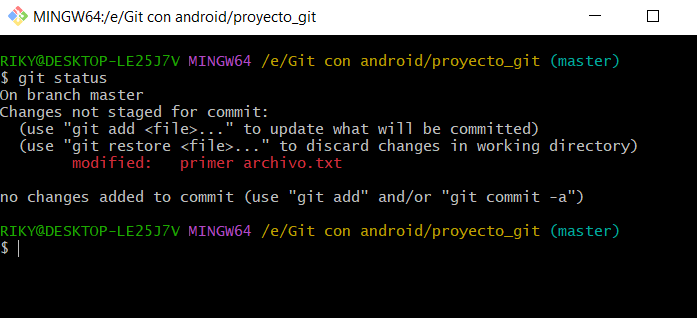 MINGW64:/e/Git con android/proyecto_git
RIKY@DESKTOP-LE25J7V MINGW64 /e/Git con android/proyecto_git (master)
$ git status
On branch master
Changes not staged for commit:
  (use "git add <file>..." to update what will be committed)
  (use "git restore <file>..." to discard changes in working directory)
        modified:   primer archivo.txt
no changes added to commit (use "git add" and/or "git commit -a")
RIKY@DESKTOP-LE25J7V MINGW64 /e/Git con android/proyecto_git (master)
$